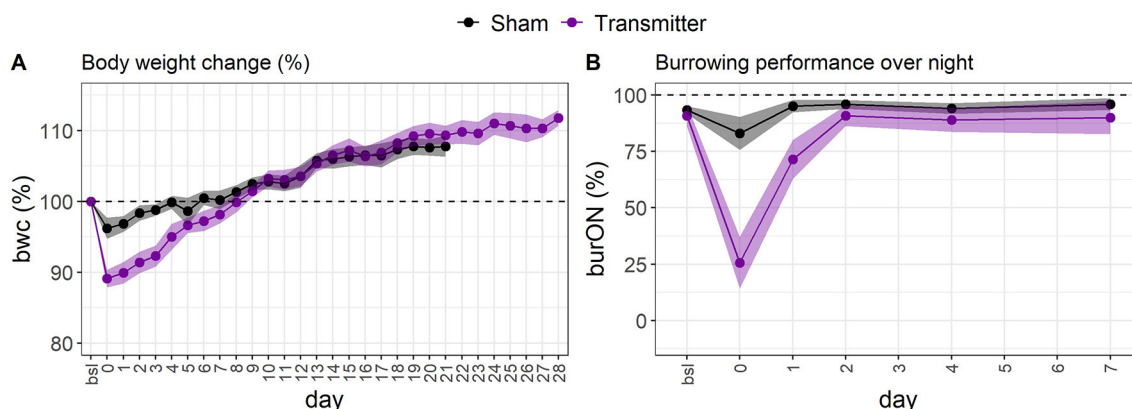 Sham Transmitter
A Body weight change (%)
110
100
90
80
bwc (%)
bsl 0 1 2 3 4 5 6 7 8 9 10 11 12 13 14 15 16 17 18 19 20 21 22 23 24 25 26 27 28
day
B Burrowing performance over night
100
75
50
25
0
burON (%)
bsl 0 1 2 3 4 5 6 7
day